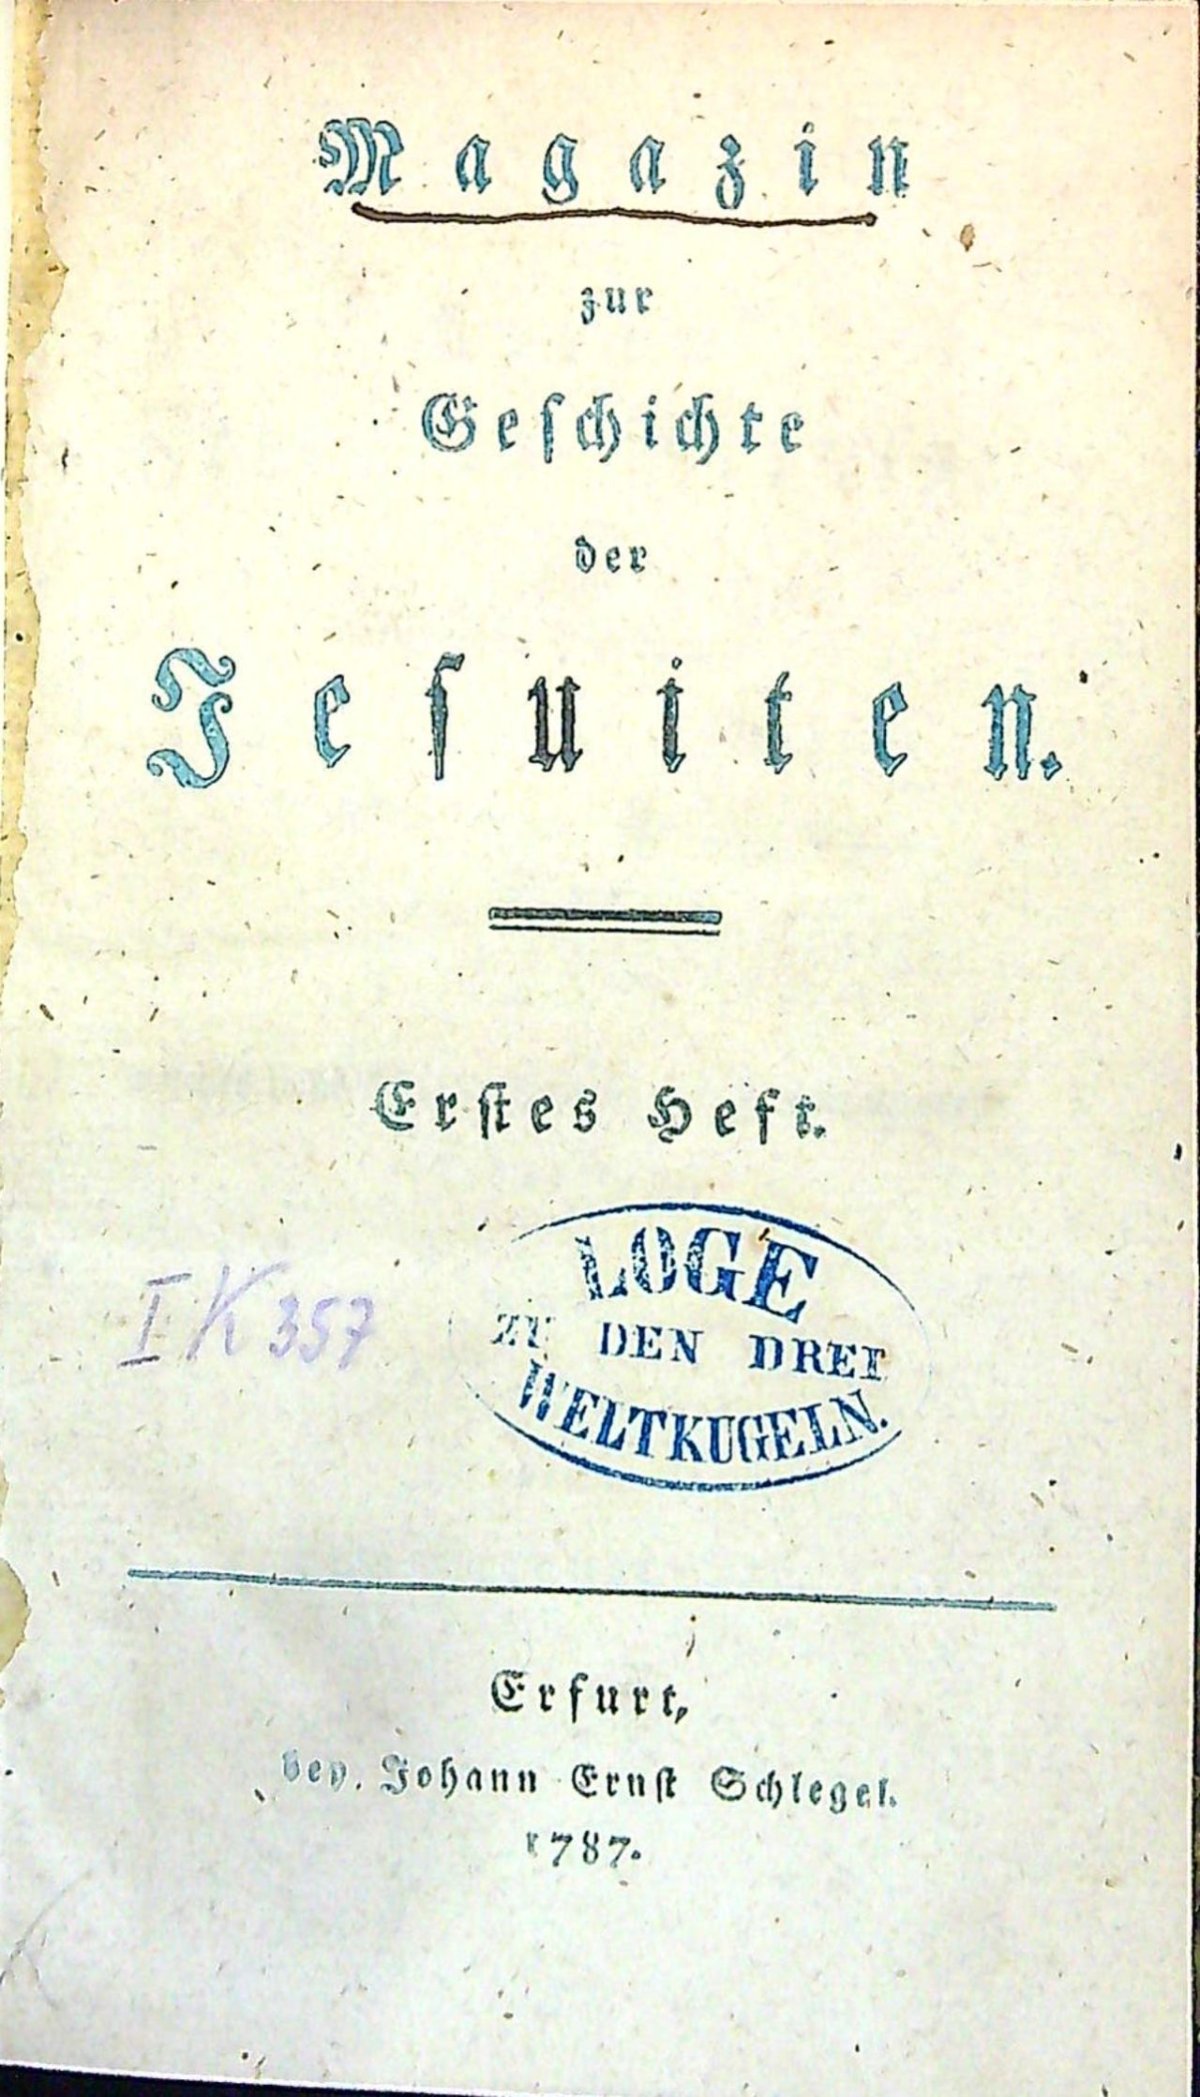 Magazin
zur
Geschichte
der
Jesuiten.
Erstes Heft.
I K 357
LOGE
ZU DEN DREI
WELTKUGELN.
Erfurt,
bey Johann Ernst Schlegel.
1787.